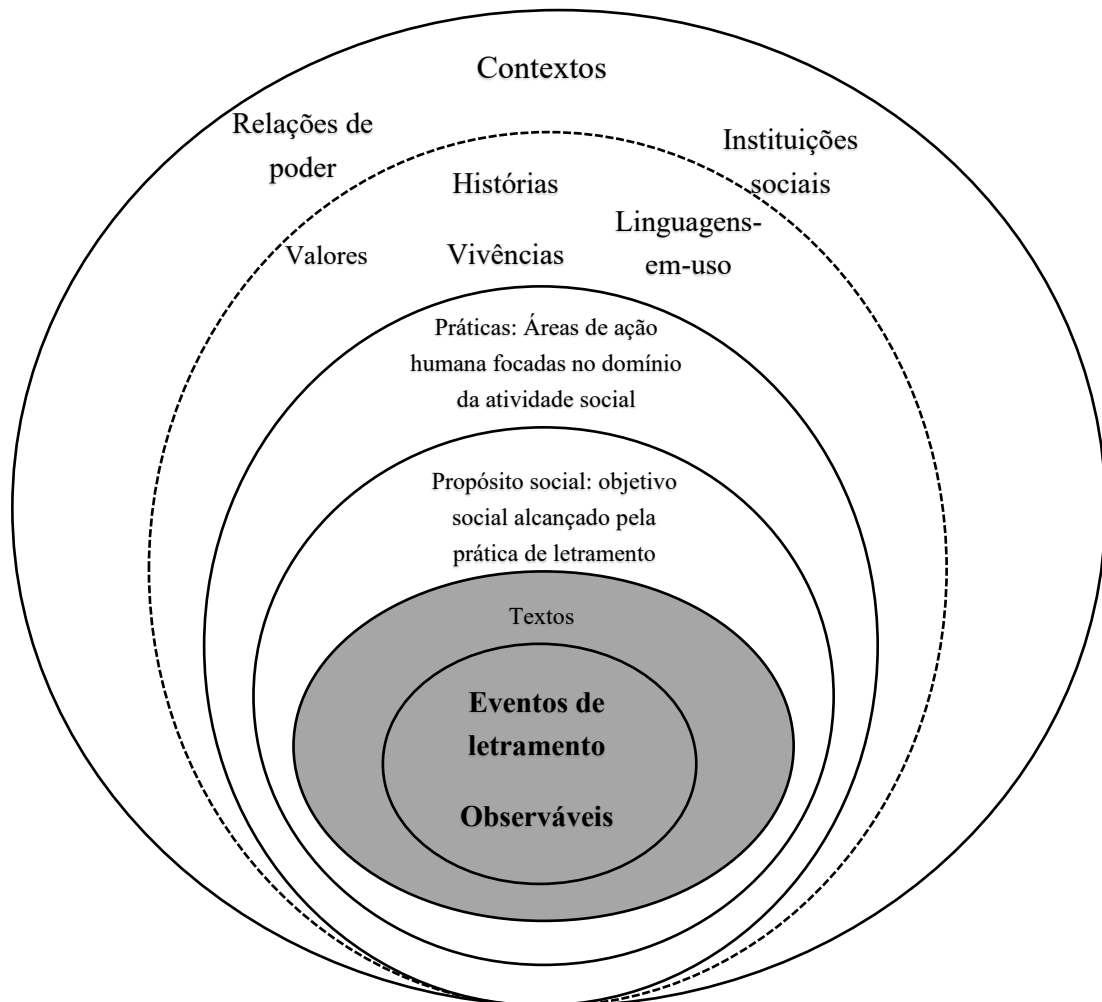 Contextos
Relações de
poder
Instituições
sociais
Histórias
Linguagens-
em-uso
Valores
Vivências
Práticas: Áreas de ação
humana focadas no domínio
da atividade social
Propósito social: objetivo
social alcançado pela
prática de letramento
Textos
Eventos de
letramento
Observáveis